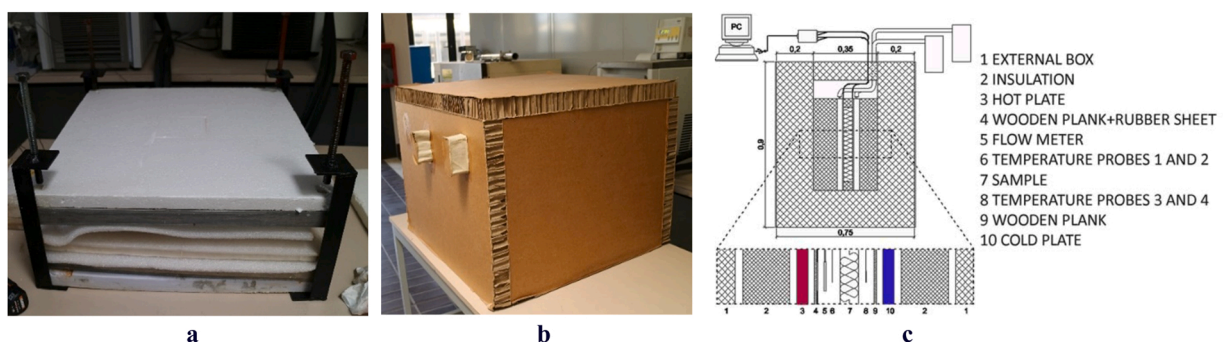 PC
0,2
0,35
0,2
0,9
0,75
1 EXTERNAL BOX
2 INSULATION
3 HOT PLATE
4 WOODEN PLANK+RUBBER SHEET
5 FLOW METER
6 TEMPERATURE PROBES 1 AND 2
7 SAMPLE
8 TEMPERATURE PROBES 3 AND 4
9 WOODEN PLANK
10 COLD PLATE
1 2 3 4 5 6 7 8 9 10 2 1
a b c